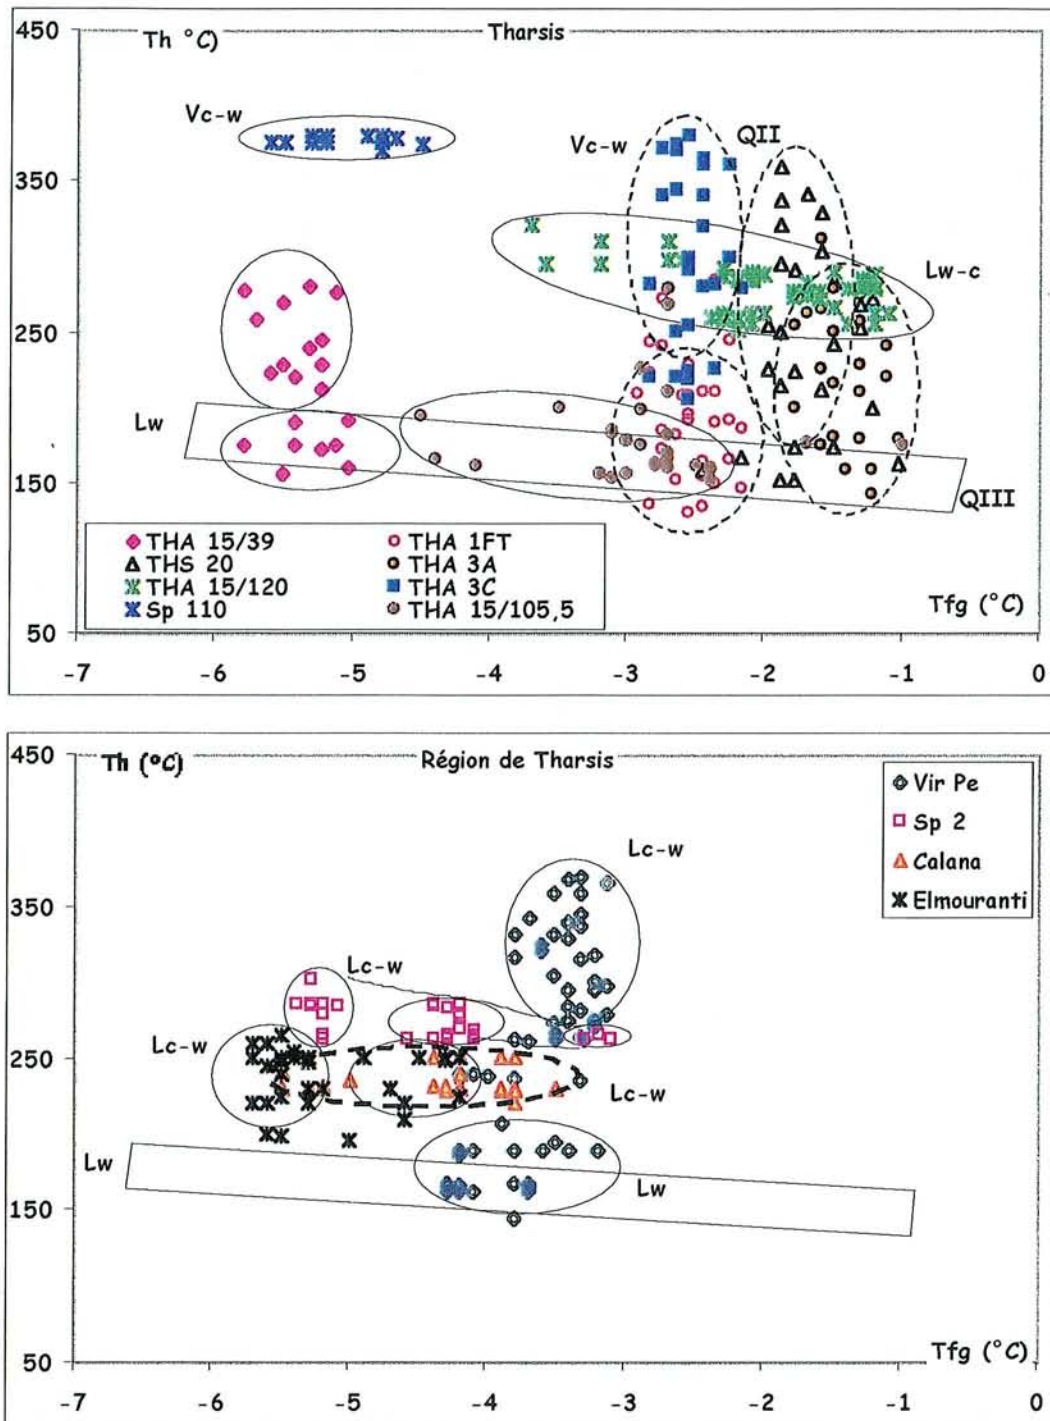 450
Th °C)
Tharsis
Vc-w
Vc-w
QII
350
Lw-c
250
Lw
150
QIII
THA 15/39
THA 1FT
THS 20
THA 3A
THA 15/120
THA 3C
Sp 110
THA 15/105,5
Tfg (°C)
50
-7 -6 -5 -4 -3 -2 -1 0
450
Th (°C)
Région de Tharsis
Vir Pe
Sp 2
Calana
Elmouranti
Lc-w
350
Lc-w
250
Lc-w
Lc-w
Lw
Lw
150
50
Tfg (°C)
-7 -6 -5 -4 -3 -2 -1 0